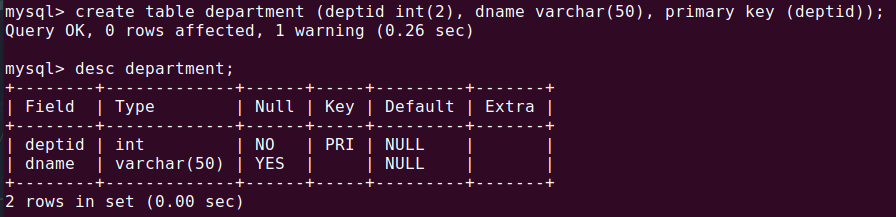 mysql> create table department (deptid int(2), dname varchar(50), primary key (deptid));
Query OK, 0 rows affected, 1 warning (0.26 sec)

mysql> desc department;
+--------+-------------+------+-----+---------+-------+
| Field  | Type        | Null | Key | Default | Extra |
+--------+-------------+------+-----+---------+-------+
| deptid | int         | NO   | PRI | NULL    |       |
| dname  | varchar(50) | YES  |     | NULL    |       |
+--------+-------------+------+-----+---------+-------+
2 rows in set (0.00 sec)